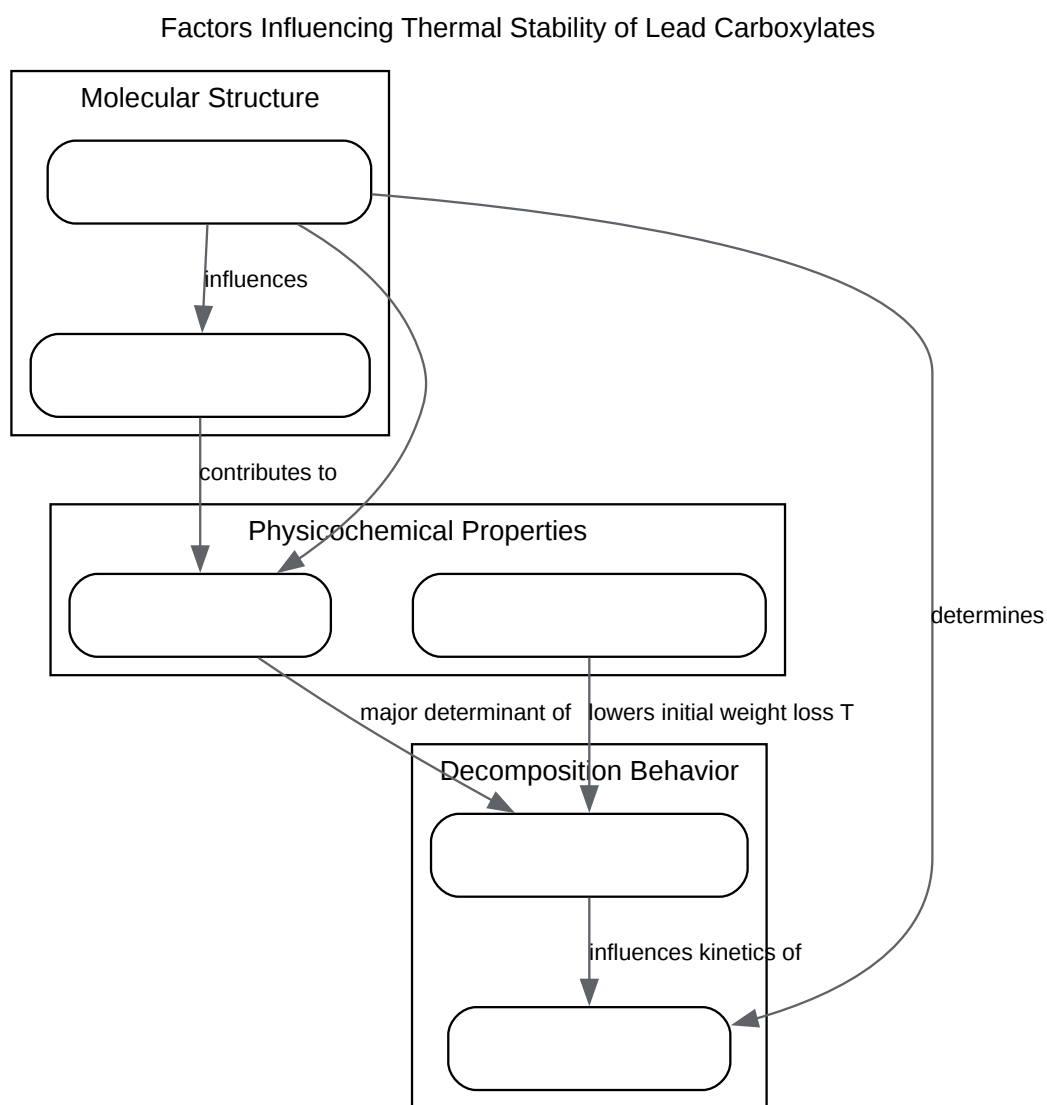 Factors Influencing Thermal Stability of Lead Carboxylates
Molecular Structure
influences
contributes to
Physicochemical Properties
determines
major determinant of
lowers initial weight loss T
Decomposition Behavior
influences kinetics of